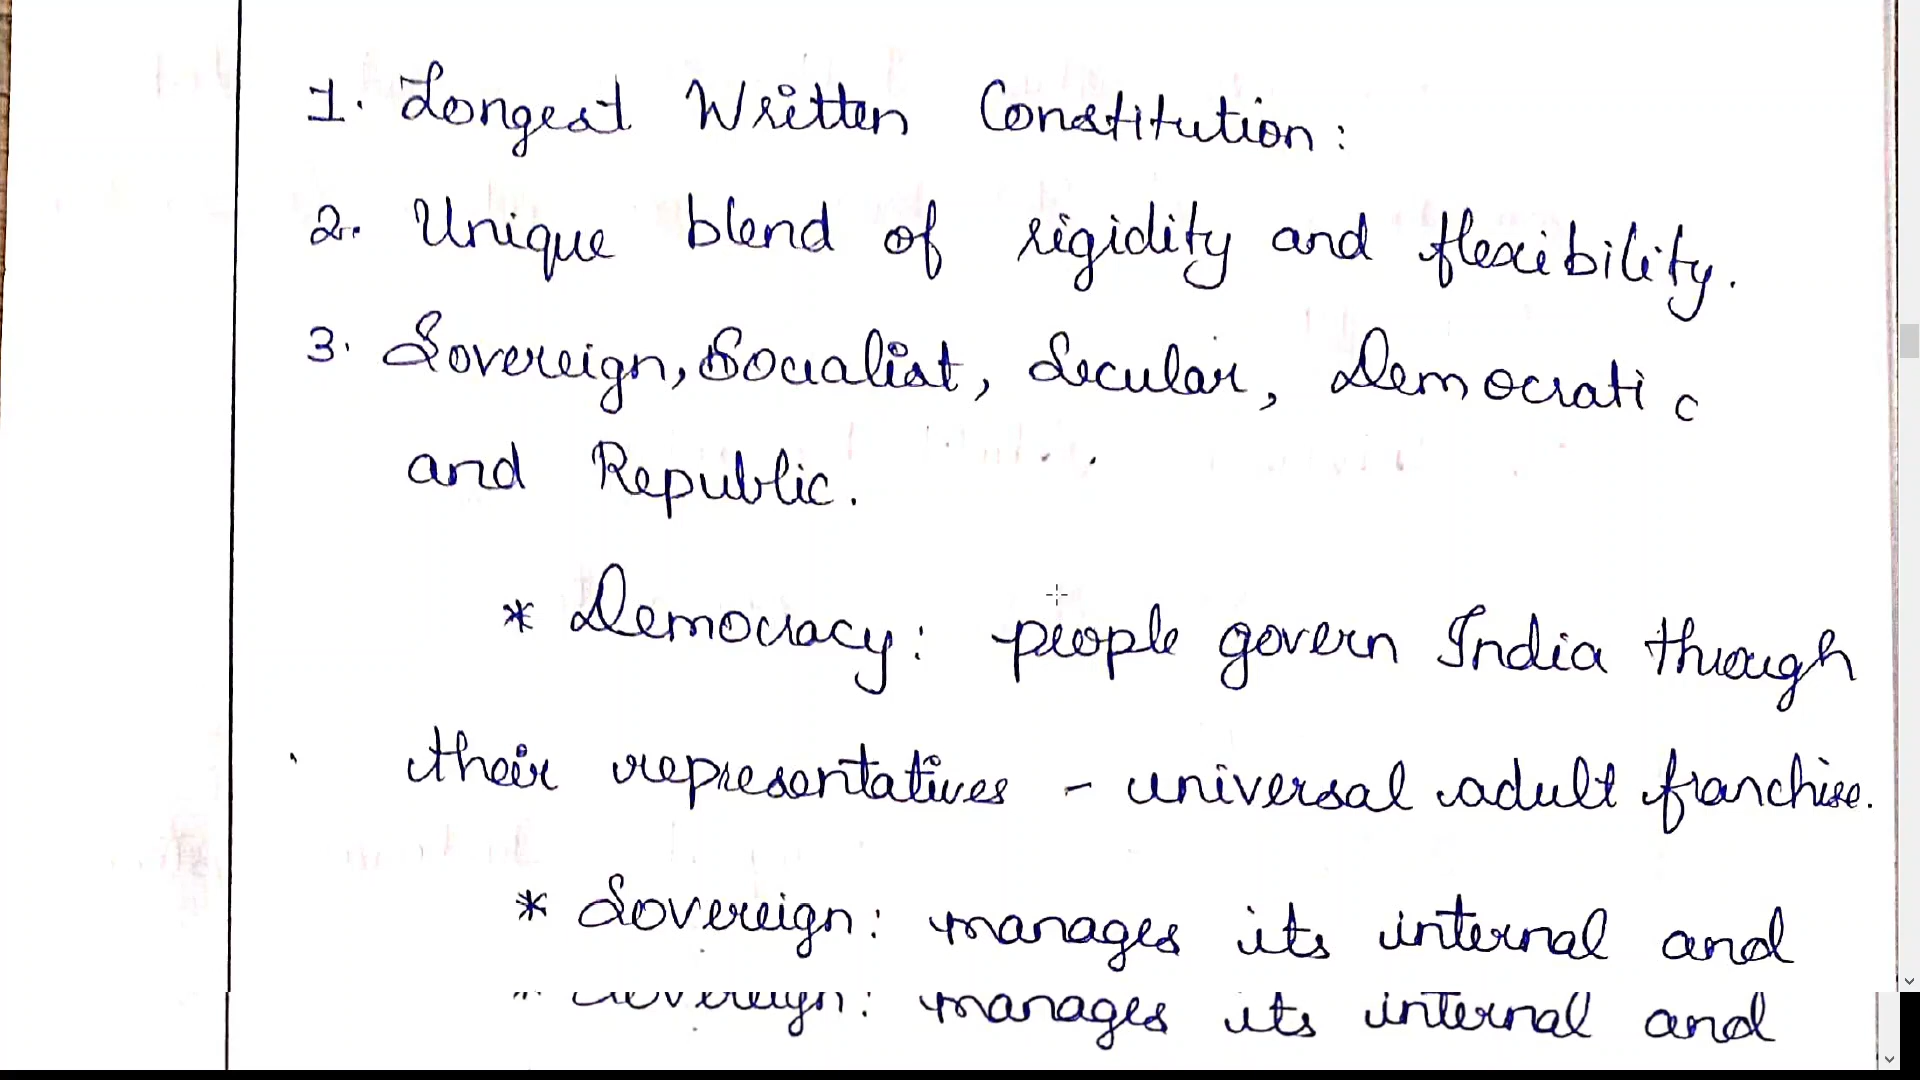 1. Longest Written Constitution:
2. Unique blend of rigidity and flexibility.
3. Sovereign, Socialist, Secular, Democratic
and Republic.
* Democracy: people govern India through
their representatives - universal adult franchise.
* Sovereign: manages its internal and
* Sovereign: manages its internal and